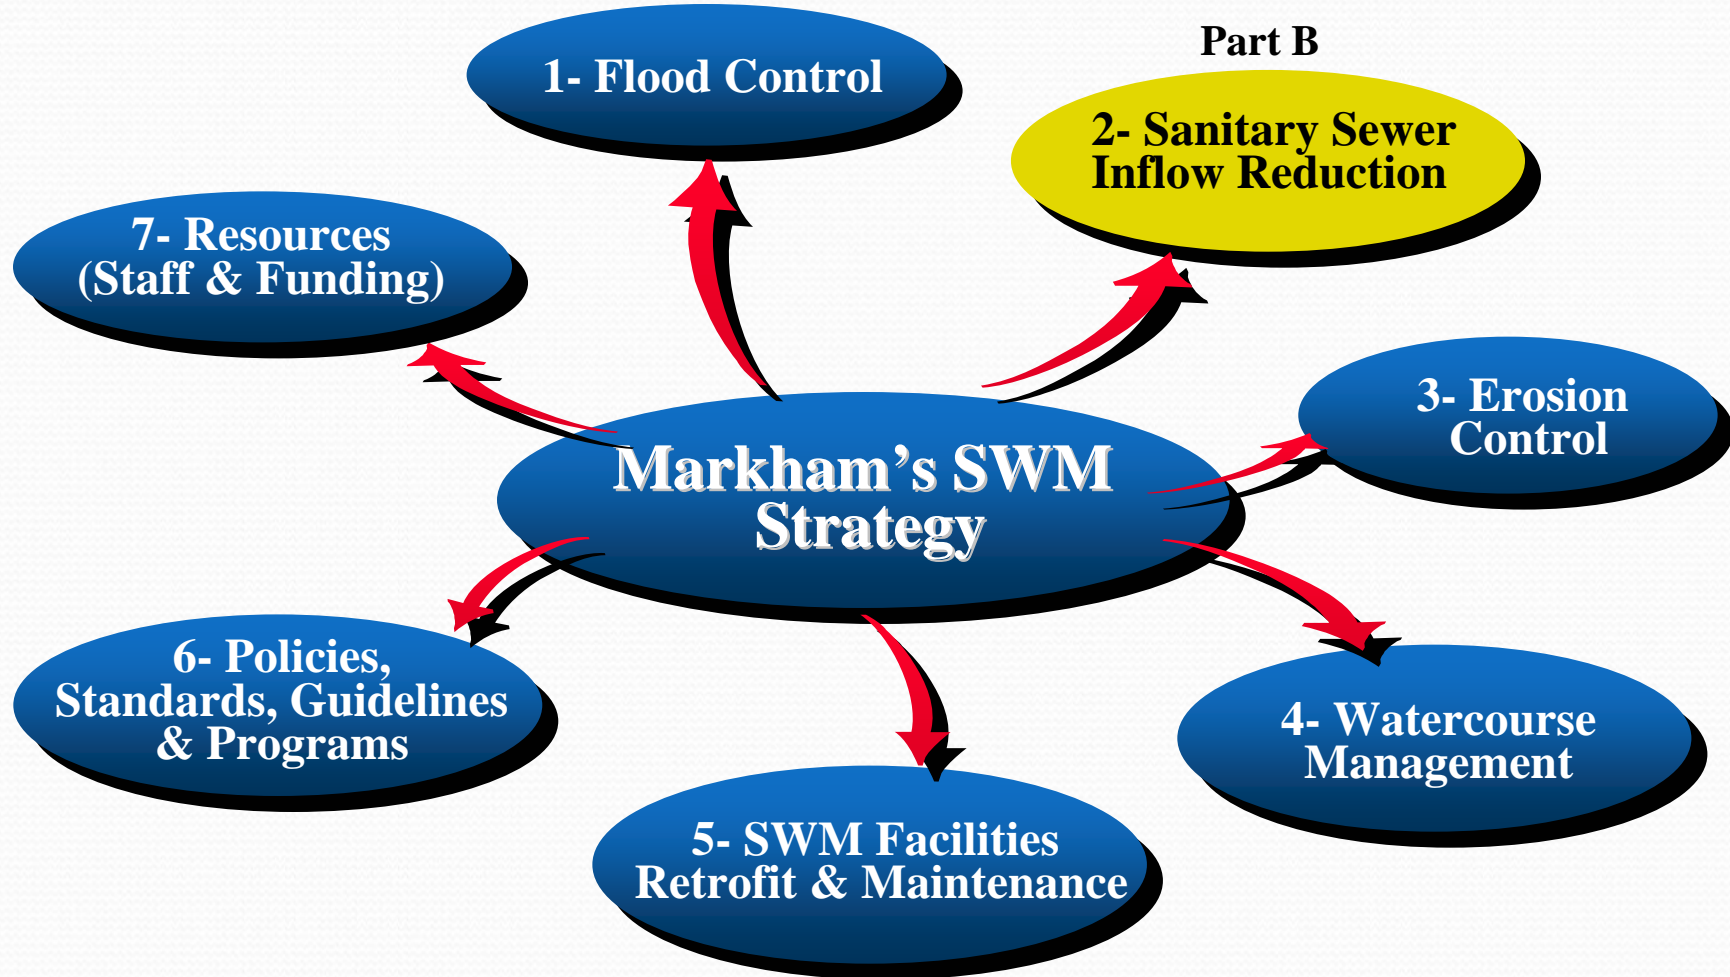 Part B
1- Flood Control
2- Sanitary Sewer
Inflow Reduction
3- Erosion
Control
4- Watercourse
Management
5- SWM Facilities
Retrofit & Maintenance
6- Policies,
Standards, Guidelines
& Programs
7- Resources
(Staff & Funding)
Markham’s SWM
Strategy